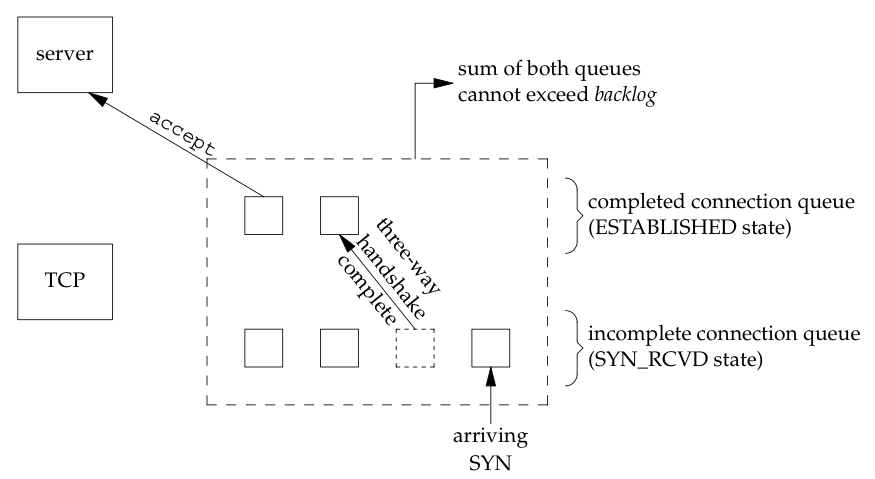 server
sum of both queues
cannot exceed backlog
accept
completed connection queue
(ESTABLISHED state)
three-way
handshake
complete
TCP
incomplete connection queue
(SYN_RCVD state)
arriving
SYN